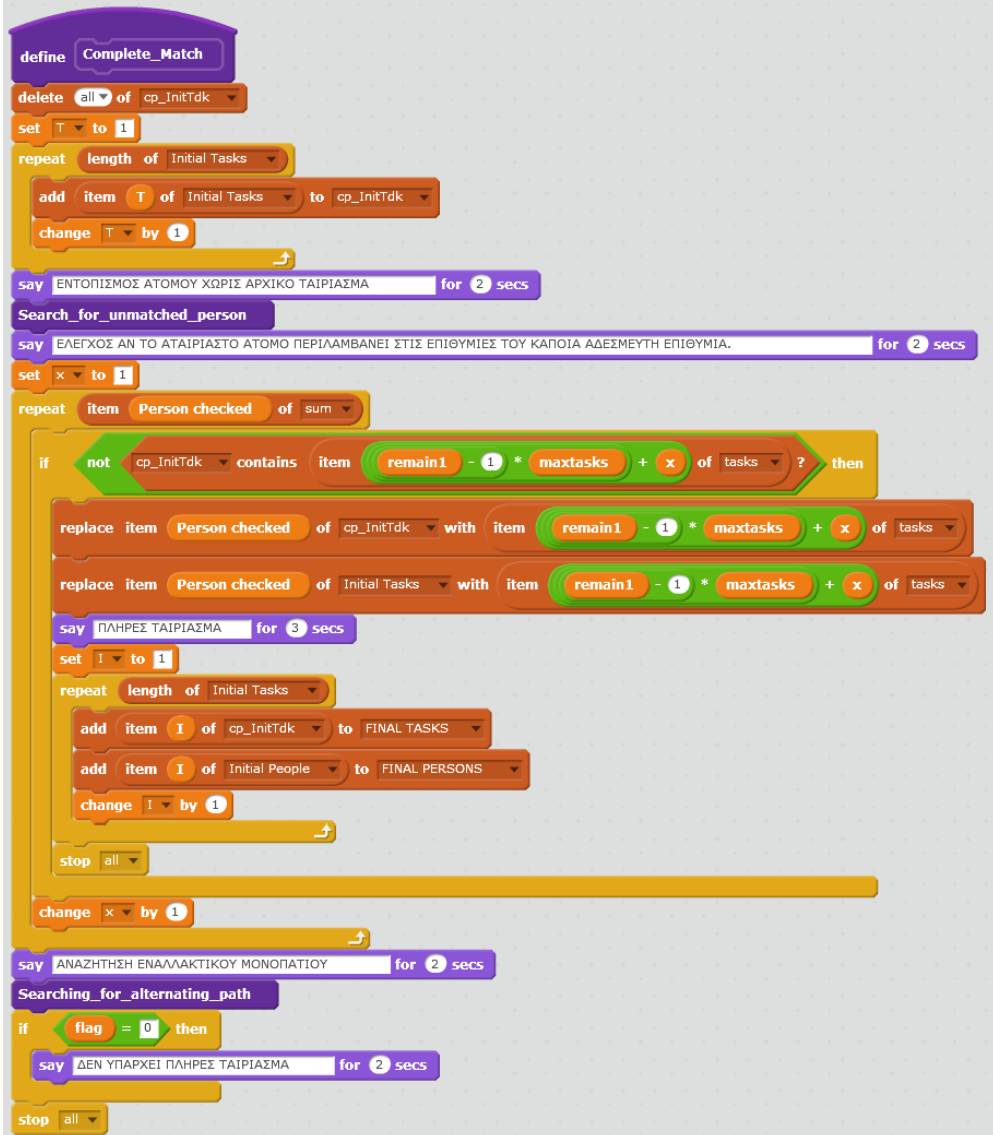 define Complete_Match
delete all of cp_InitTdk
set T to 1
repeat length of Initial Tasks
add item T of Initial Tasks to cp_InitTdk
change T by 1
say ΕΝΤΟΠΙΣΜΟΣ ΑΤΟΜΟΥ ΧΩΡΙΣ ΑΡΧΙΚΟ ΤΑΙΡΙΑΣΜΑ for 2 secs
Search_for_unmatched_person
say ΕΛΕΓΧΟΣ ΑΝ ΤΟ ΑΤΑΙΡΙΑΣΤΟ ΑΤΟΜΟ ΠΕΡΙΛΑΜΒΑΝΕΙ ΣΤΙΣ ΕΠΙΘΥΜΙΕΣ ΤΟΥ ΚΑΠΟΙΑ ΑΔΕΣΜΕΥΤΗ ΕΠΙΘΥΜΙΑ. for 2 secs
set x to 1
repeat item Person checked of sum
if not cp_InitTdk contains item remain1 - 1 * maxtasks + x of tasks ? then
replace item Person checked of cp_InitTdk with item remain1 - 1 * maxtasks + x of tasks
replace item Person checked of Initial Tasks with item remain1 - 1 * maxtasks + x of tasks
say ΠΛΗΡΕΣ ΤΑΙΡΙΑΣΜΑ for 3 secs
set I to 1
repeat length of Initial Tasks
add item I of cp_InitTdk to FINAL TASKS
add item I of Initial People to FINAL PERSONS
change I by 1
stop all
change x by 1
say ΑΝΑΖΗΤΗΣΗ ΕΝΑΛΛΑΚΤΙΚΟΥ ΜΟΝΟΠΑΤΙΟΥ for 2 secs
Searching_for_alternating_path
if flag = 0 then
say ΔΕΝ ΥΠΑΡΧΕΙ ΠΛΗΡΕΣ ΤΑΙΡΙΑΣΜΑ for 2 secs
stop all